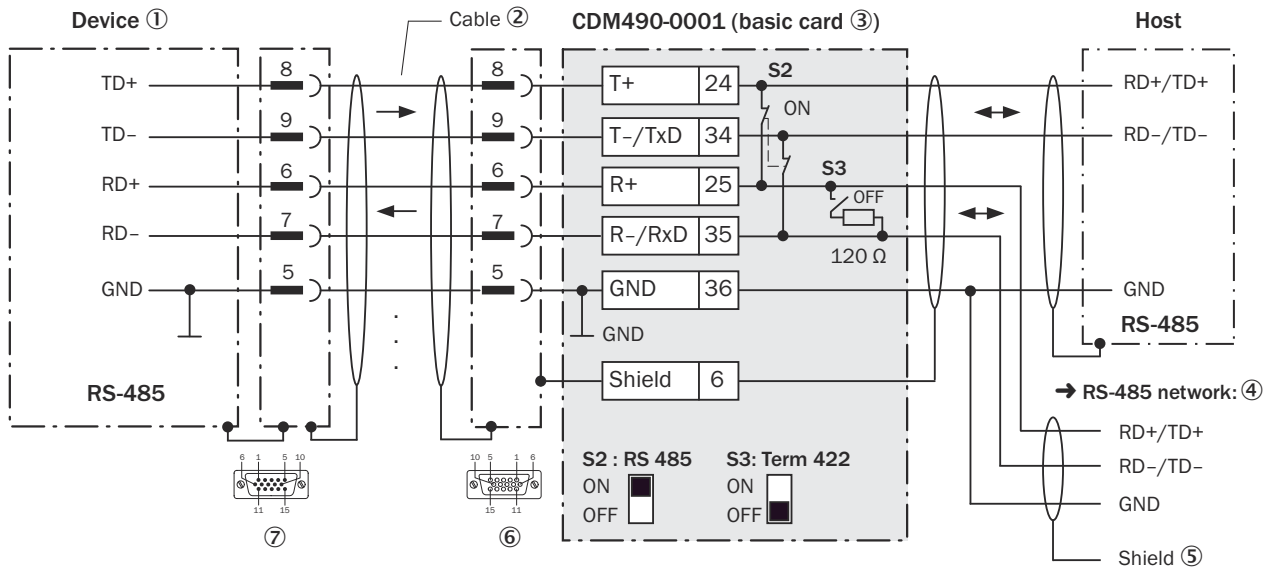 Device ①
Cable ②
CDM490-0001 (basic card ③)
Host
TD+ 8 8 T+ 24 S2 RD+/TD+
ON
TD– 9 9 T–/TxD 34 RD–/TD–
RD+ 6 6 R+ 25 S3
OFF
RD– 7 7 R–/RxD 35
120 Ω
GND 5 5 GND 36 GND
GND
RS-485
Shield 6
RS-485
➔ RS-485 network: ④
RD+/TD+
RD–/TD–
GND
Shield ⑤
S2 : RS 485
ON
OFF
S3: Term 422
ON
OFF
6 1 5 10
11 15
⑦
10 5 1 6
15 11
⑥